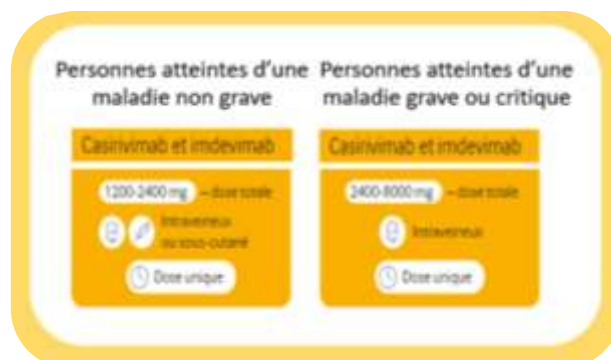 Personnes atteintes d'une
maladie non grave
Casirivimab et imdevimab
1200-2400 mg – dose totale
Intraveineux
ou sous-cutané
Dose unique
Personnes atteintes d'une
maladie grave ou critique
Casirivimab et imdevimab
2400-8000 mg – dose totale
Intraveineux
Dose unique